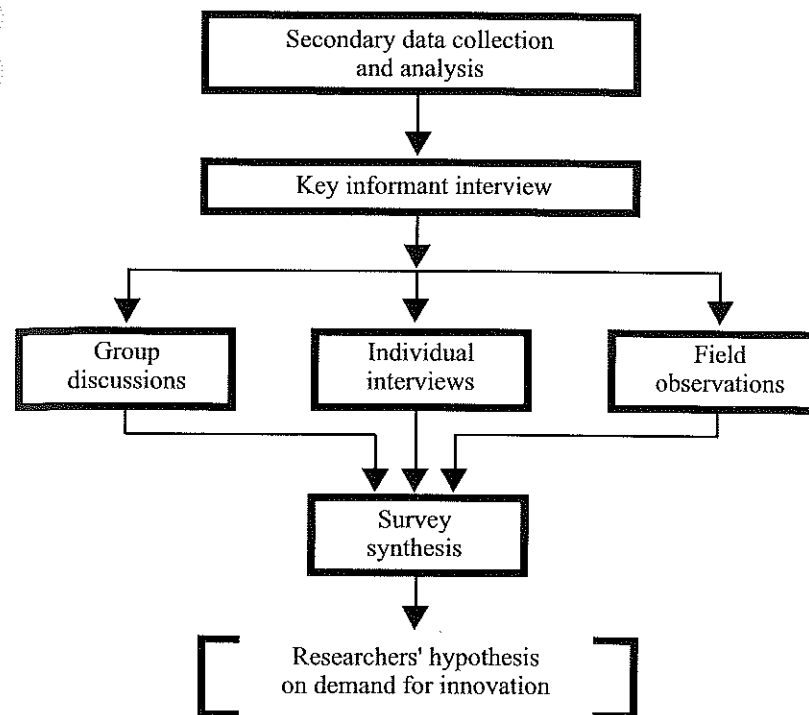 Secondary data collection
and analysis
Key informant interview
Group
discussions
Individual
interviews
Field
observations
Survey
synthesis
Researchers' hypothesis
on demand for innovation